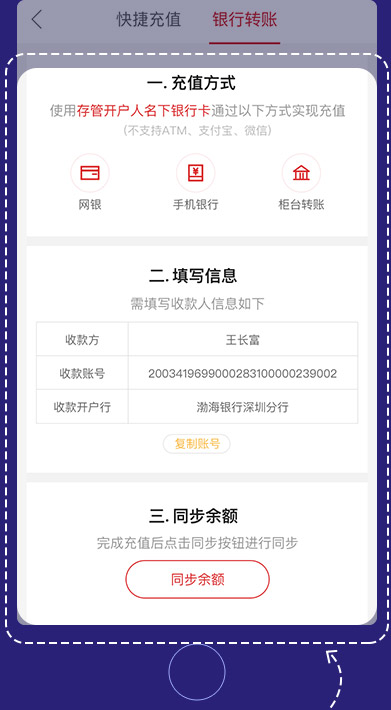 快捷充值 银行转账
一. 充值方式
使用存管开户人名下银行卡通过以下方式实现充值
(不支持ATM、支付宝、微信)
网银 手机银行 柜台转账
二. 填写信息
需填写收款人信息如下
收款方 王长富
收款账号 2003419699000283100000239002
收款开户行 渤海银行深圳分行
复制账号
三. 同步余额
完成充值后点击同步按钮进行同步
同步余额